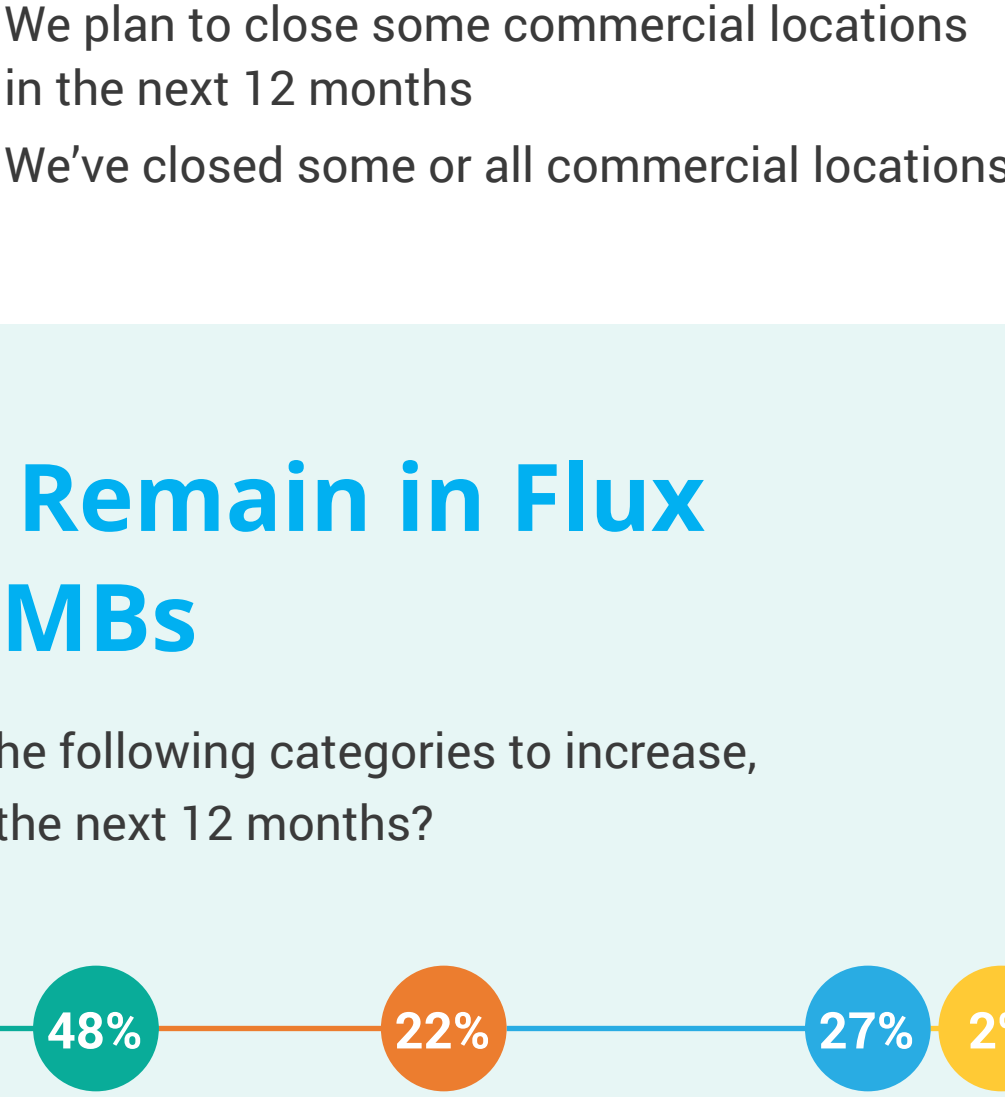 We plan to close some commercial locations
in the next 12 months
We’ve closed some or all commercial locations
Remain in Flux
MBs
he following categories to increase,
the next 12 months?
48% 22% 27% 2%